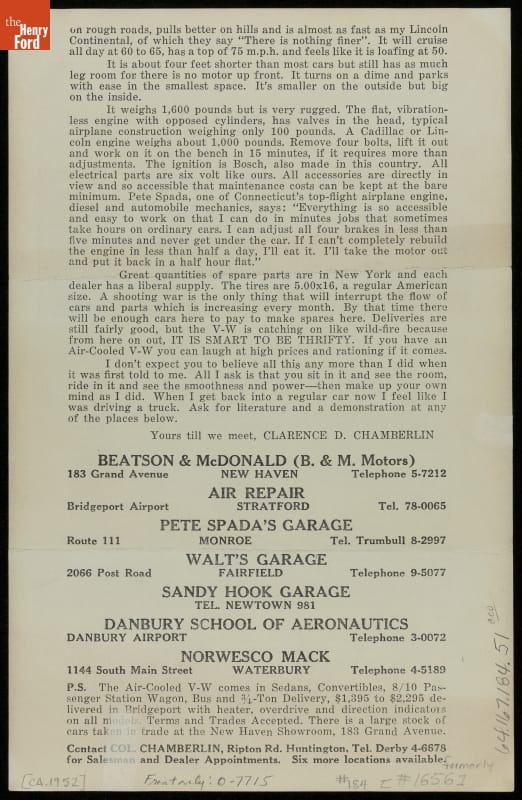 the
Henry
Ford
on rough roads, pulls better on hills and is almost as fast as my Lincoln
Continental, of which they say "There is nothing finer". It will cruise
all day at 60 to 65, has a top of 75 m.p.h. and feels like it is loafing at 50.
It is about four feet shorter than most cars but still has as much
leg room for there is no motor up front. It turns on a dime and parks
with ease in the smallest space. It's smaller on the outside but big
on the inside.
It weighs 1,600 pounds but is very rugged. The flat, vibration-
less engine with opposed cylinders, has valves in the head, typical
airplane construction weighing only 100 pounds. A Cadillac or Lin-
coln engine weighs about 1,000 pounds. Remove four bolts, lift it out
and work on it on the bench in 15 minutes, if it requires more than
adjustments. The ignition is Bosch, also made in this country. All
electrical parts are six volt like ours. All accessories are directly in
view and so accessible that maintenance costs can be kept at the bare
minimum. Pete Spada, one of Connecticut's top-flight airplane engine,
diesel and automobile mechanics, says: "Everything is so accessible
and easy to work on that I can do in minutes jobs that sometimes
take hours on ordinary cars. I can adjust all four brakes in less than
five minutes and never get under the car. If I can't completely rebuild
the engine in less than half a day, I'll eat it. I'll take the motor out
and put it back in a half hour flat."
Great quantities of spare parts are in New York and each
dealer has a liberal supply. The tires are 5.00x16, a regular American
size. A shooting war is the only thing that will interrupt the flow of
cars and parts which is increasing every month. By that time there
will be enough cars here to pay to make spares here. Deliveries are
still fairly good, but the V-W is catching on like wild-fire because
from here on out, IT IS SMART TO BE THRIFTY. If you have an
Air-Cooled V-W you can laugh at high prices and rationing if it comes.
I don't expect you to believe all this any more than I did when
it was first told to me. All I ask is that you sit in it and see the room,
ride in it and see the smoothness and power—then make up your own
mind as I did. When I get back into a regular car now I feel like I
was driving a truck. Ask for literature and a demonstration at any
of the places below.
Yours till we meet, CLARENCE D. CHAMBERLIN
BEATSON & McDONALD (B. & M. Motors)
183 Grand Avenue NEW HAVEN Telephone 5-7212
AIR REPAIR
Bridgeport Airport STRATFORD Tel. 78-0065
PETE SPADA'S GARAGE
Route 111 MONROE Tel. Trumbull 8-2997
WALT'S GARAGE
2066 Post Road FAIRFIELD Telephone 9-5077
SANDY HOOK GARAGE
TEL. NEWTOWN 981
DANBURY SCHOOL OF AERONAUTICS
DANBURY AIRPORT Telephone 3-0072
NORWESCO MACK
1144 South Main Street WATERBURY Telephone 4-5189
P.S. The Air-Cooled V-W comes in Sedans, Convertibles, 8/10 Pas-
senger Station Wagon, Bus and ¾-Ton Delivery, $1,395 to $2,295 de-
livered in Bridgeport with heater, overdrive and direction indicators
on all models. Terms and Trades Accepted. There is a large stock of
cars taken in trade at the New Haven Showroom, 183 Grand Avenue.
Contact COL. CHAMBERLIN, Ripton Rd. Huntington, Tel. Derby 4-6678
for Salesman and Dealer Appointments. Six more locations available.
64.167.184.51
formerly
[CA. 1952]
Formerly: O-7715
#184
#16561